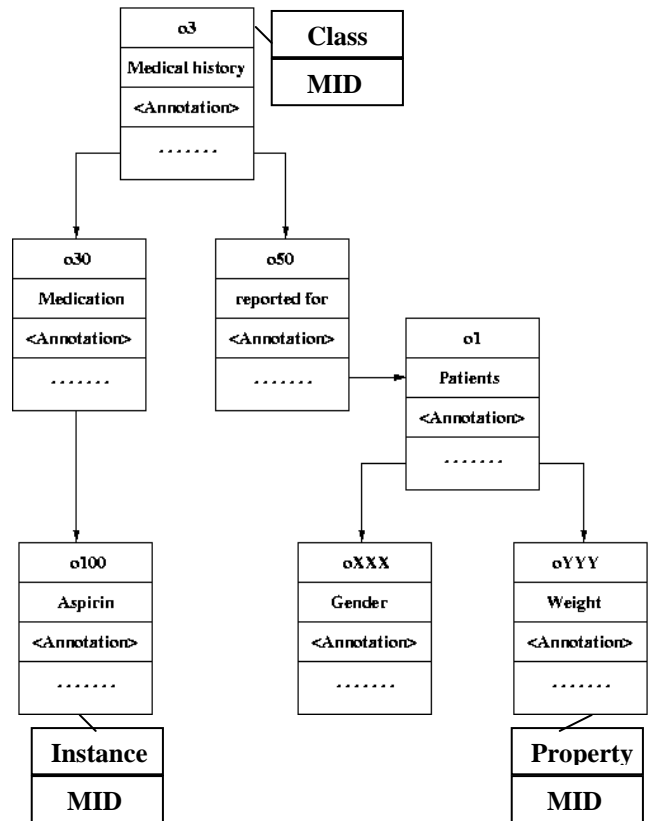 o3
Medical history
<Annotation>
.......
Class
MID
o30
Medication
<Annotation>
.......
o50
reported for
<Annotation>
.......
o1
Patients
<Annotation>
.......
o100
Aspirin
<Annotation>
.......
oXXX
Gender
<Annotation>
.......
oYYY
Weight
<Annotation>
.......
Instance
MID
Property
MID